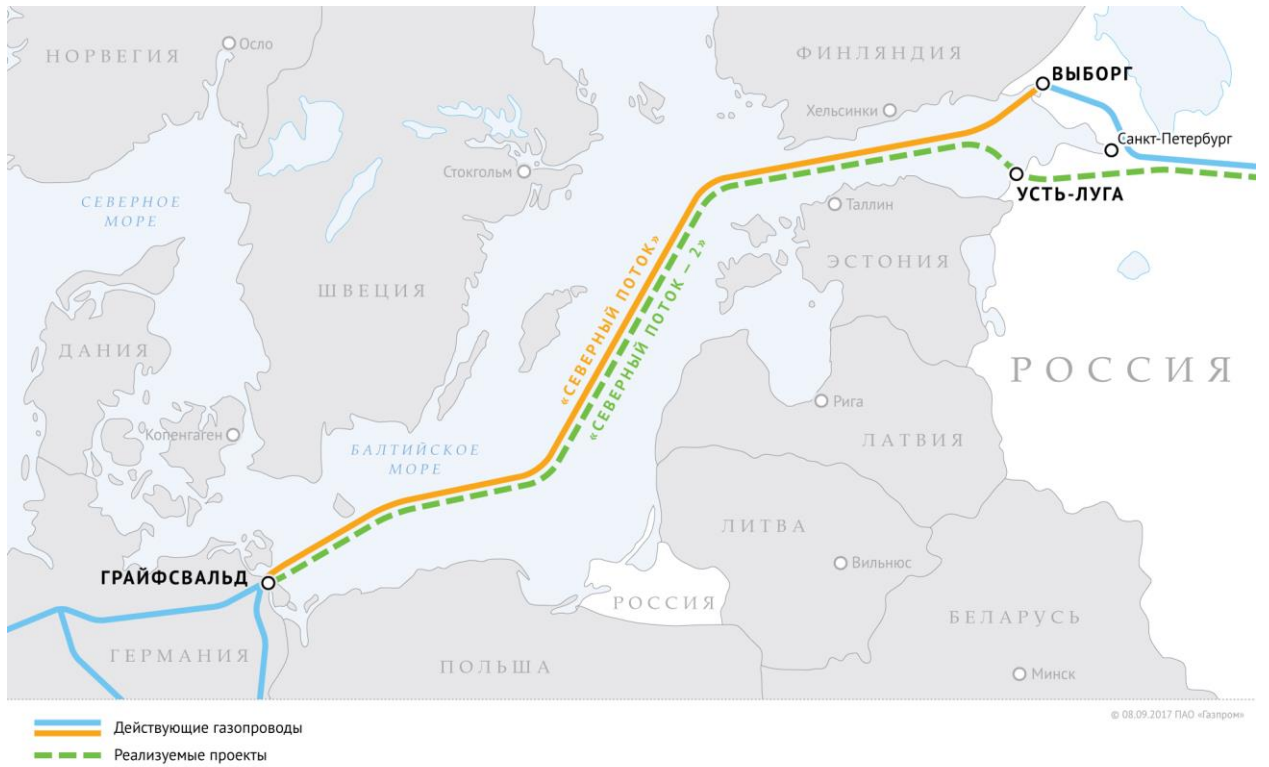 НОРВЕГИЯ
Осло
ФИНЛЯНДИЯ
ВЫБОРГ
Хельсинки
Санкт-Петербург
Стокгольм
УСТЬ-ЛУГА
СЕВЕРНОЕ
МОРЕ
Таллин
ЭСТОНИЯ
ШВЕЦИЯ
«СЕВЕРНЫЙ ПОТОК»
«СЕВЕРНЫЙ ПОТОК – 2»
ДАНИЯ
РОССИЯ
Рига
Копенгаген
ЛАТВИЯ
БАЛТИЙСКОЕ
МОРЕ
ЛИТВА
Вильнюс
ГРАЙФСВАЛЬД
РОССИЯ
БЕЛАРУСЬ
ГЕРМАНИЯ
ПОЛЬША
Минск
© 08.09.2017 ПАО «Газпром»
Действующие газопроводы
Реализуемые проекты